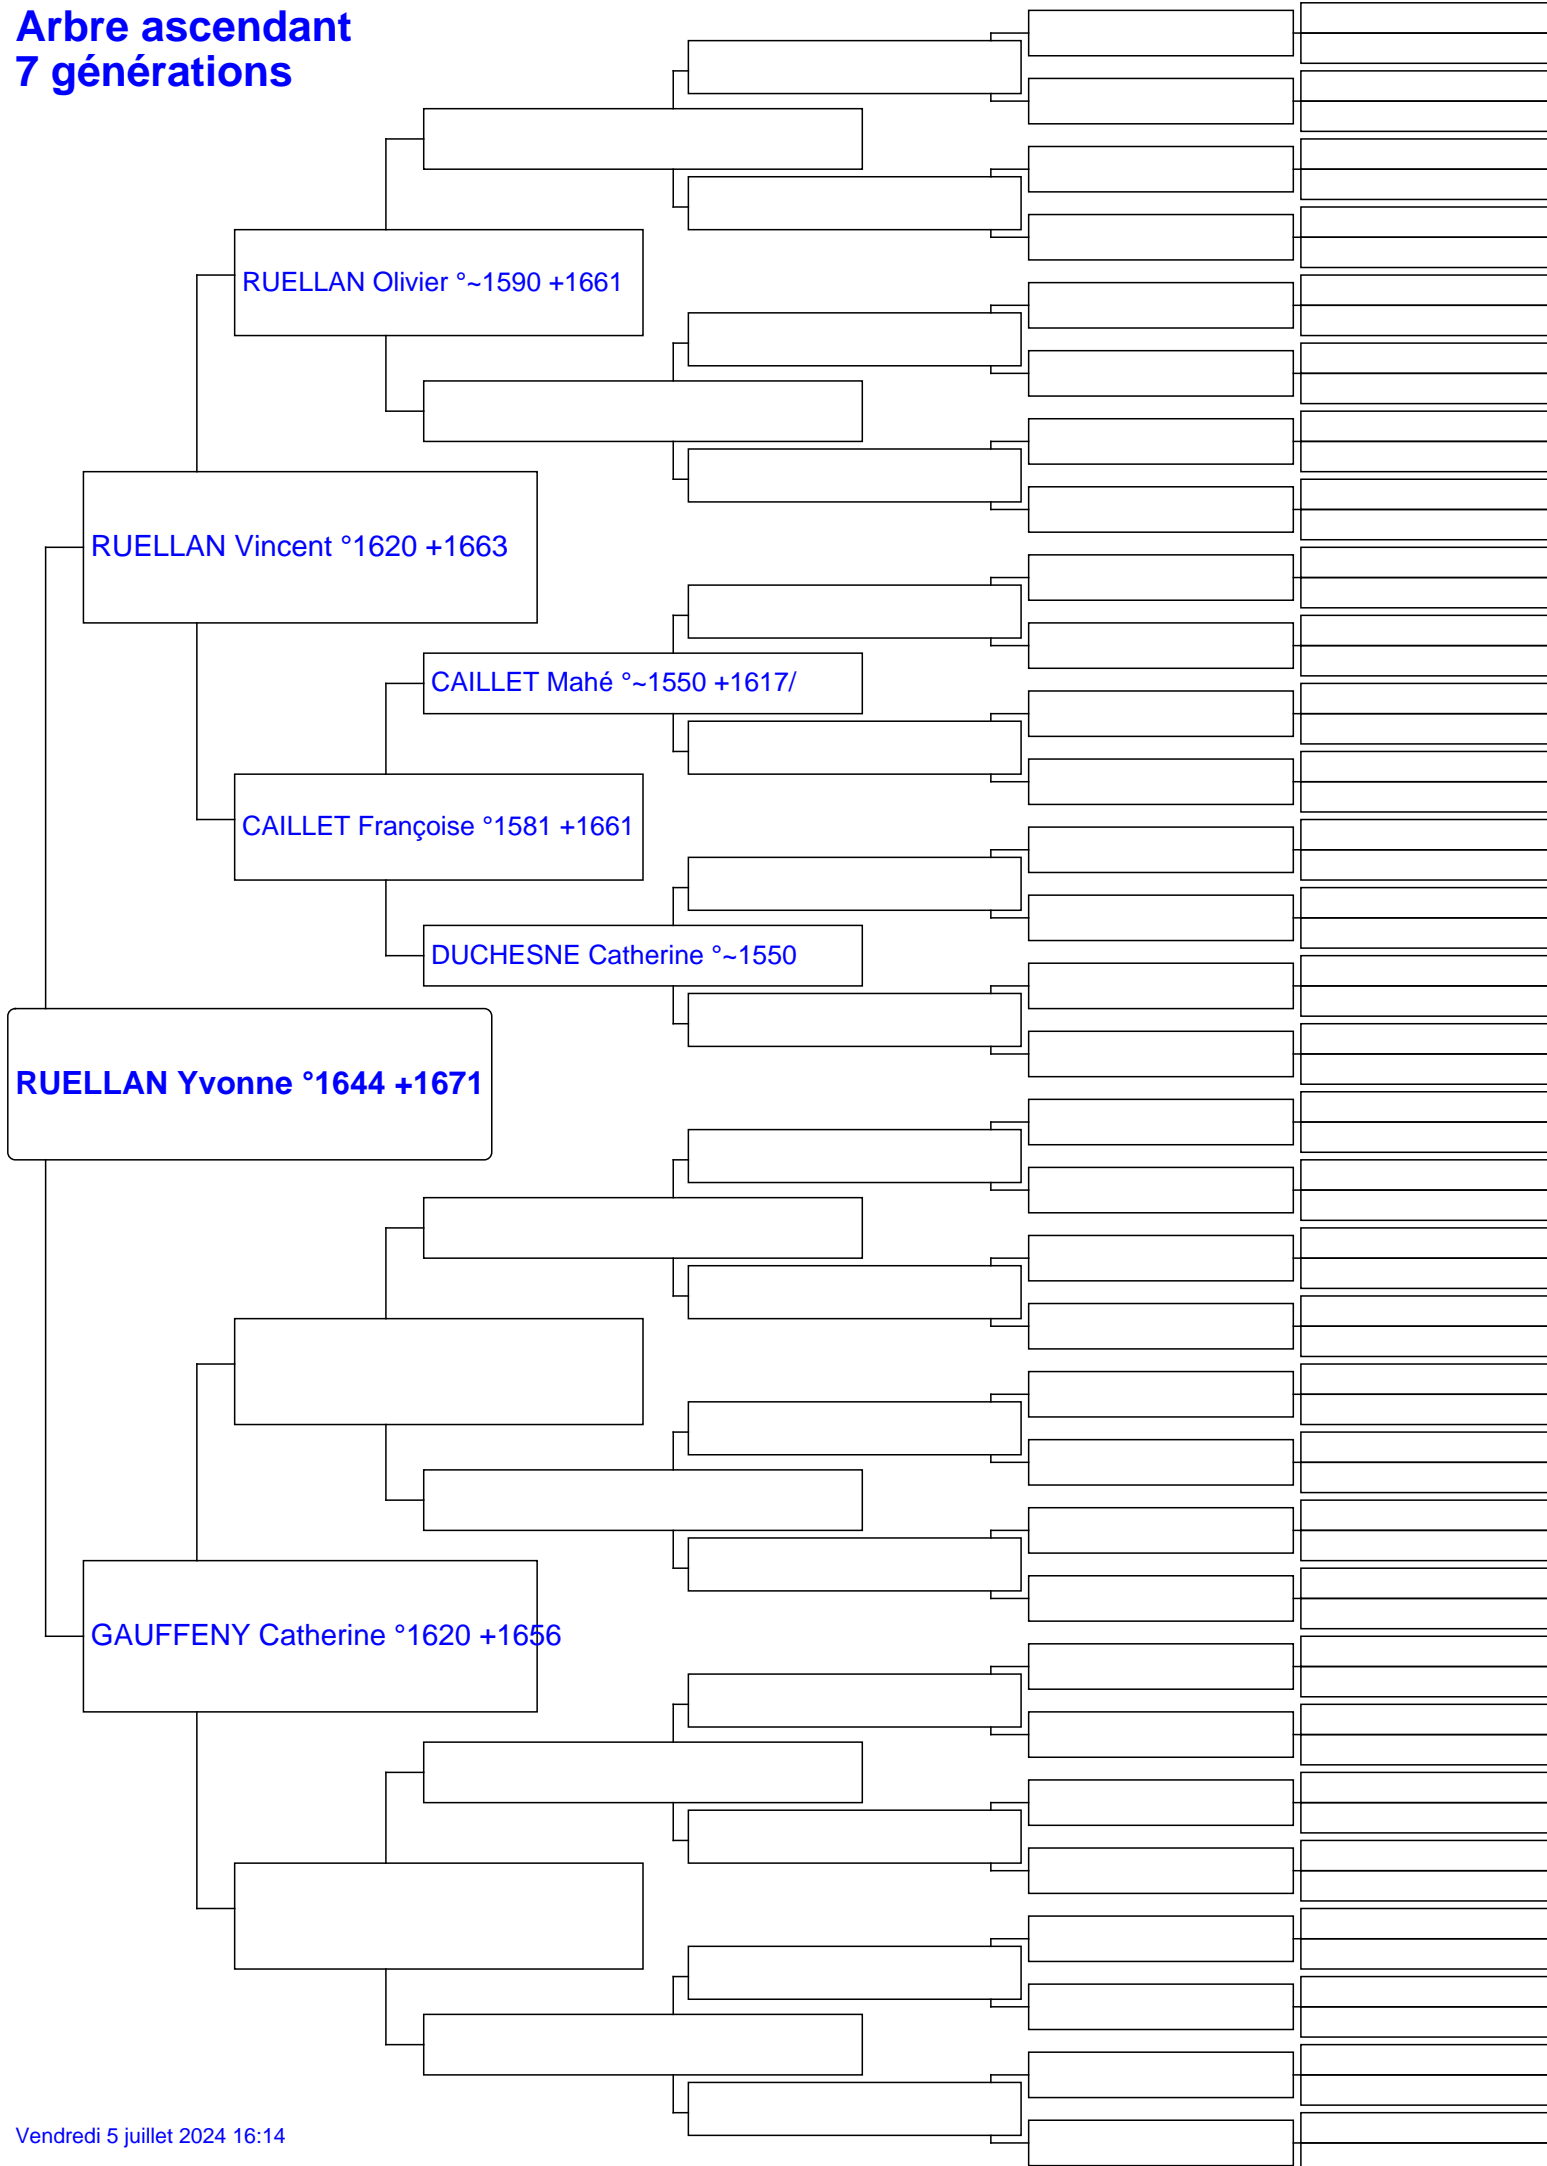 Arbre ascendant
7 générations
RUELLAN Olivier °~1590 +1661
RUELLAN Vincent °1620 +1663
CAILLET Mahé °~1550 +1617/
CAILLET Françoise °1581 +1661
DUCHESNE Catherine °~1550
RUELLAN Yvonne °1644 +1671
GAUFFENY Catherine °1620 +1656
Vendredi 5 juillet 2024 16:14